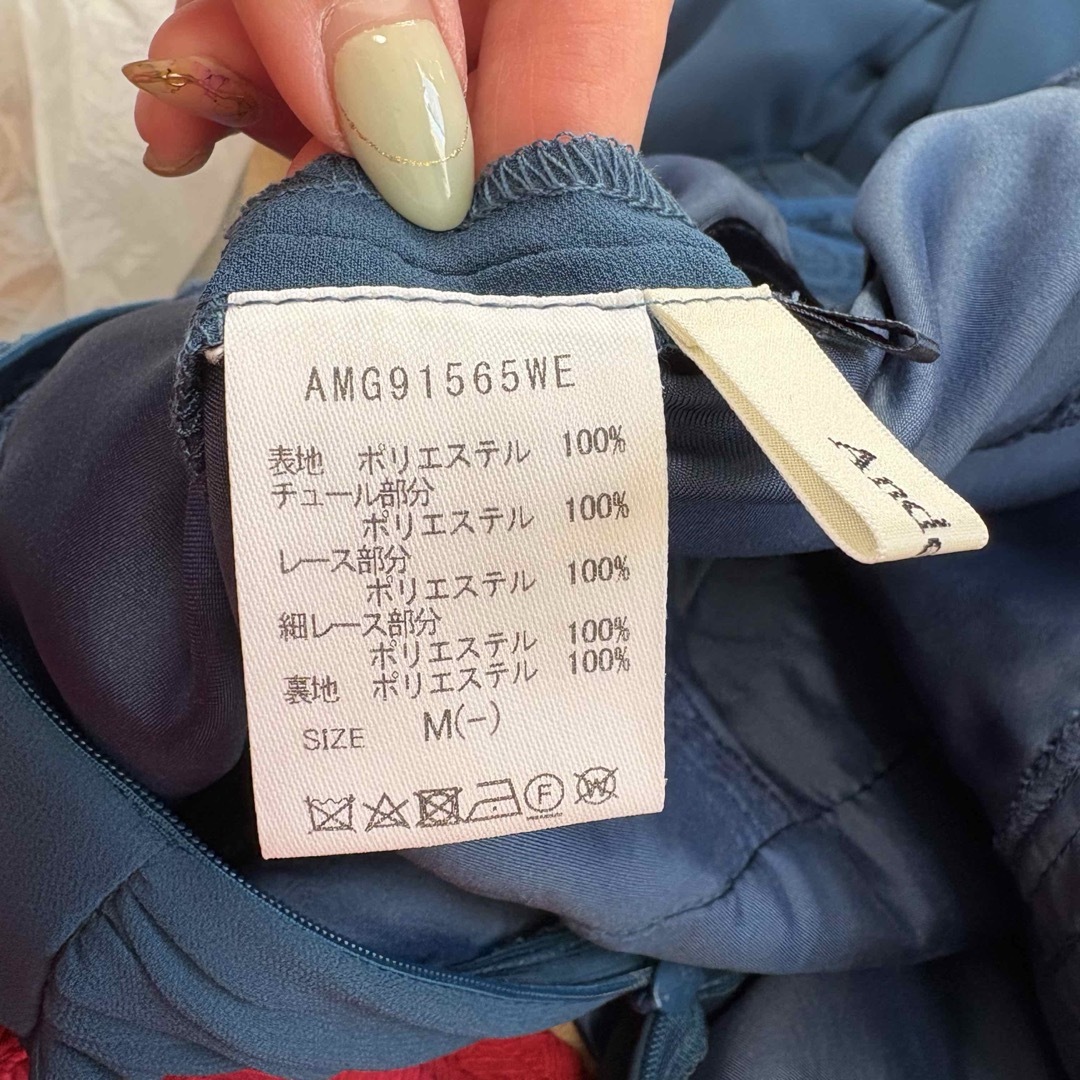 AMG91565WE
表地 ポリエステル 100%
チュール部分
ポリエステル 100%
レース部分
ポリエステル 100%
細レース部分
ポリエステル 100%
裏地 ポリエステル 100%
SIZE M(-)
F W
And